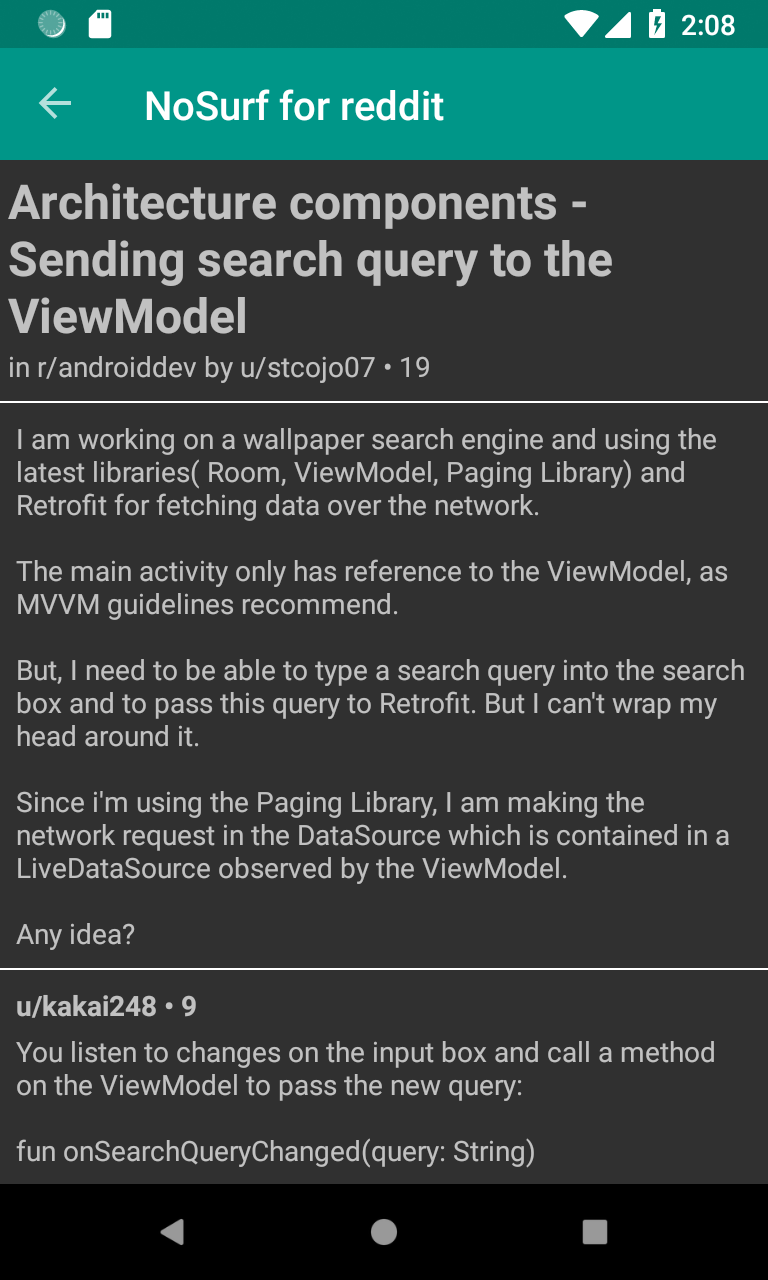 2:08
NoSurf for reddit
Architecture components -
Sending search query to the
ViewModel
in r/androiddev by u/stcojo07 • 19
I am working on a wallpaper search engine and using the
latest libraries( Room, ViewModel, Paging Library) and
Retrofit for fetching data over the network.
The main activity only has reference to the ViewModel, as
MVVM guidelines recommend.
But, I need to be able to type a search query into the search
box and to pass this query to Retrofit. But I can't wrap my
head around it.
Since i'm using the Paging Library, I am making the
network request in the DataSource which is contained in a
LiveDataSource observed by the ViewModel.
Any idea?
u/kakai248 • 9
You listen to changes on the input box and call a method
on the ViewModel to pass the new query:
fun onSearchQueryChanged(query: String)